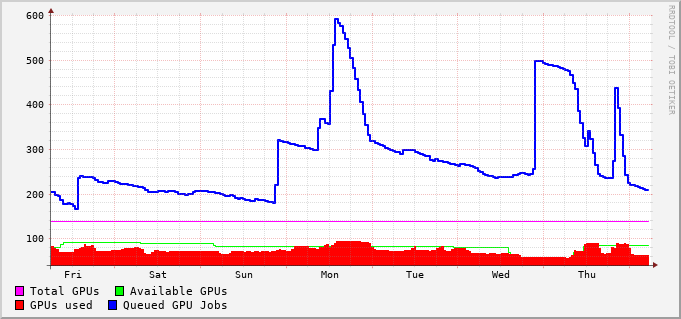 600
500
400
300
200
100
Fri Sat Sun Mon Tue Wed Thu
Total GPUs Available GPUs
GPUs used Queued GPU Jobs
RRDTOOL / TOBI OETIKER